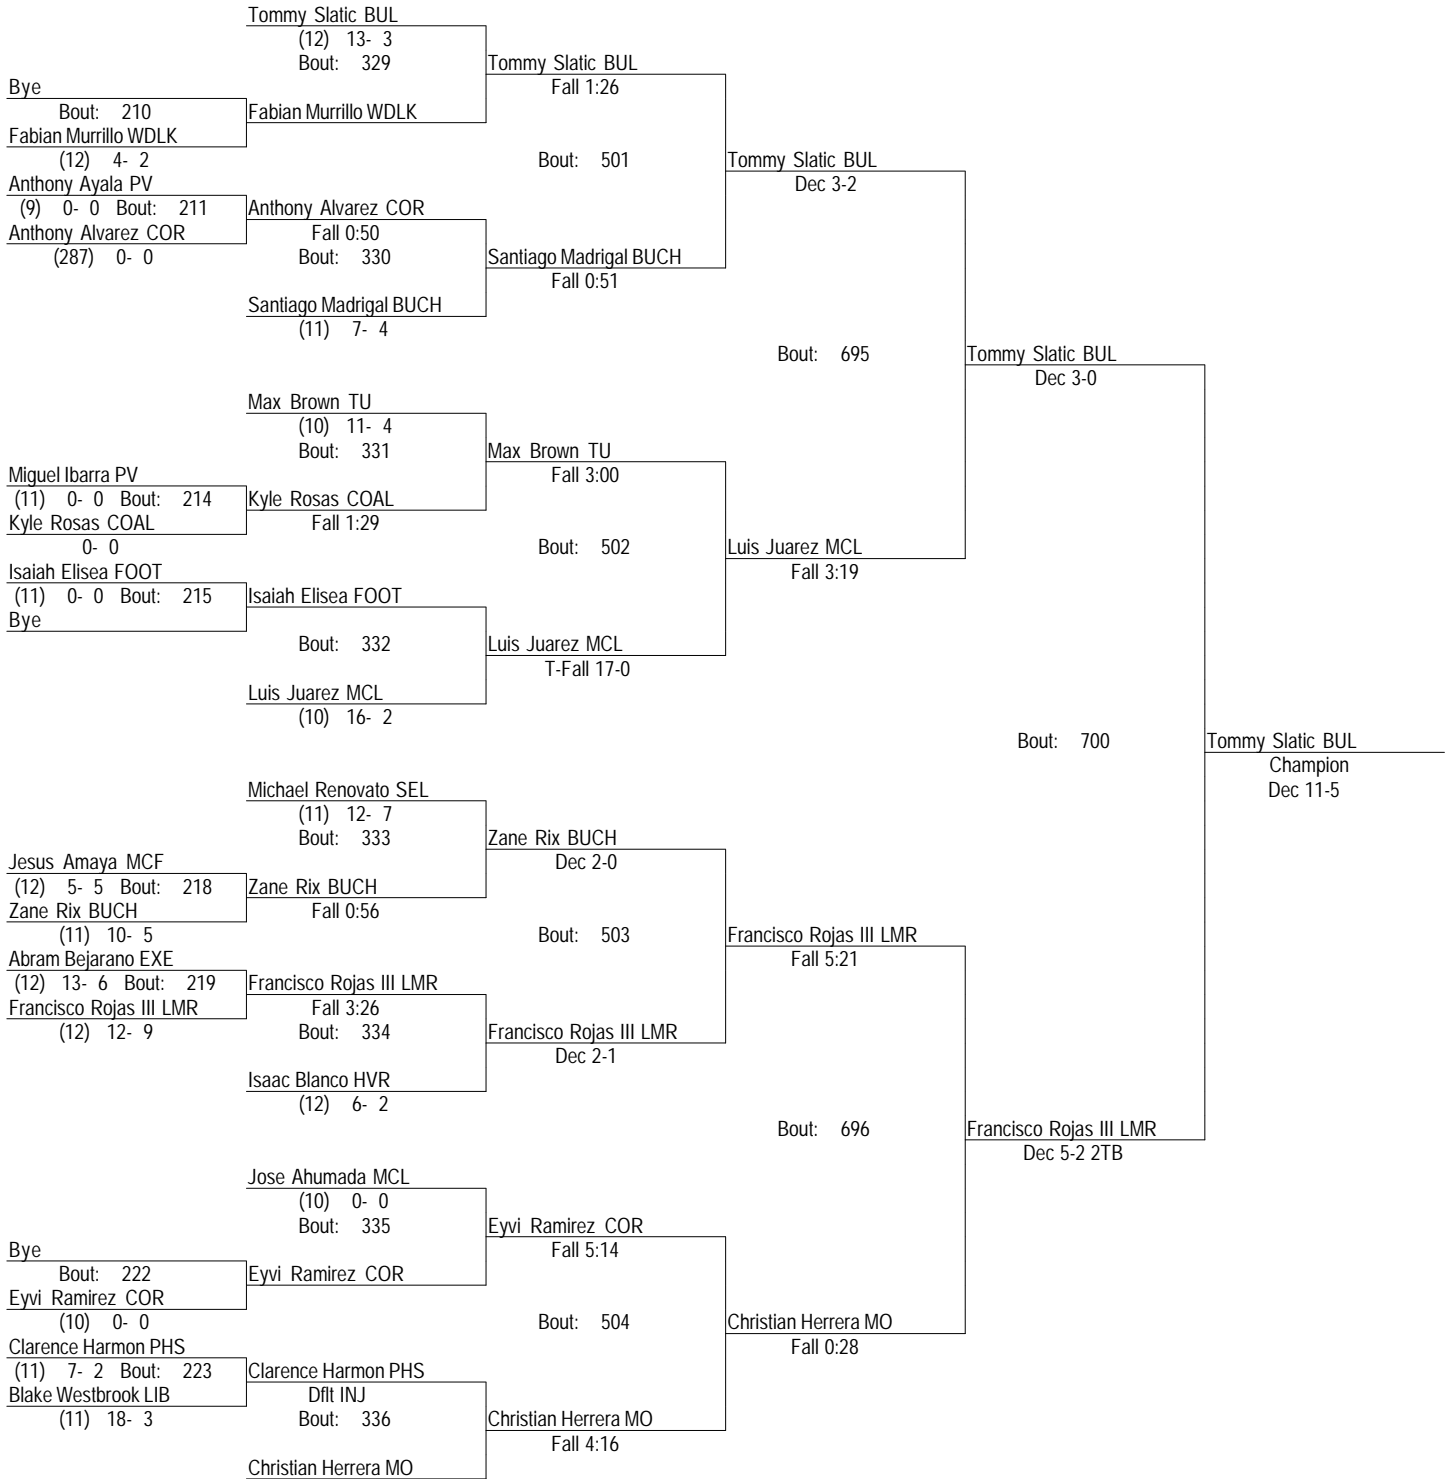 Tommy Slatic BUL
(12) 13- 3
Bout: 329
Tommy Slatic BUL
Fall 1:26
Bye
Bout: 210
Fabian Murrillo WDLK
Fabian Murrillo WDLK
(12) 4- 2
Bout: 501
Tommy Slatic BUL
Dec 3-2
Anthony Ayala PV
(9) 0- 0 Bout: 211
Anthony Alvarez COR
Anthony Alvarez COR
Fall 0:50
(287) 0- 0
Bout: 330
Santiago Madrigal BUCH
Fall 0:51
Santiago Madrigal BUCH
(11) 7- 4
Bout: 695
Tommy Slatic BUL
Dec 3-0
Max Brown TU
(10) 11- 4
Bout: 331
Max Brown TU
Fall 3:00
Miguel Ibarra PV
(11) 0- 0 Bout: 214
Kyle Rosas COAL
Kyle Rosas COAL
Fall 1:29
0- 0
Bout: 502
Luis Juarez MCL
Fall 3:19
Isaiah Elisea FOOT
(11) 0- 0 Bout: 215
Isaiah Elisea FOOT
Bye
Bout: 332
Luis Juarez MCL
T-Fall 17-0
Luis Juarez MCL
(10) 16- 2
Bout: 700
Tommy Slatic BUL
Champion
Dec 11-5
Michael Renovato SEL
(11) 12- 7
Bout: 333
Zane Rix BUCH
Dec 2-0
Jesus Amaya MCF
(12) 5- 5 Bout: 218
Zane Rix BUCH
Zane Rix BUCH
Fall 0:56
(11) 10- 5
Bout: 503
Francisco Rojas III LMR
Fall 5:21
Abram Bejarano EXE
(12) 13- 6 Bout: 219
Francisco Rojas III LMR
Francisco Rojas III LMR
Fall 3:26
(12) 12- 9
Bout: 334
Francisco Rojas III LMR
Dec 2-1
Isaac Blanco HVR
(12) 6- 2
Bout: 696
Francisco Rojas III LMR
Dec 5-2 2TB
Jose Ahumada MCL
(10) 0- 0
Bout: 335
Eyvi Ramirez COR
Fall 5:14
Bye
Bout: 222
Eyvi Ramirez COR
Eyvi Ramirez COR
(10) 0- 0
Bout: 504
Christian Herrera MO
Fall 0:28
Clarence Harmon PHS
(11) 7- 2 Bout: 223
Clarence Harmon PHS
Blake Westbrook LIB
Dflt INJ
(11) 18- 3
Bout: 336
Christian Herrera MO
Fall 4:16
Christian Herrera MO